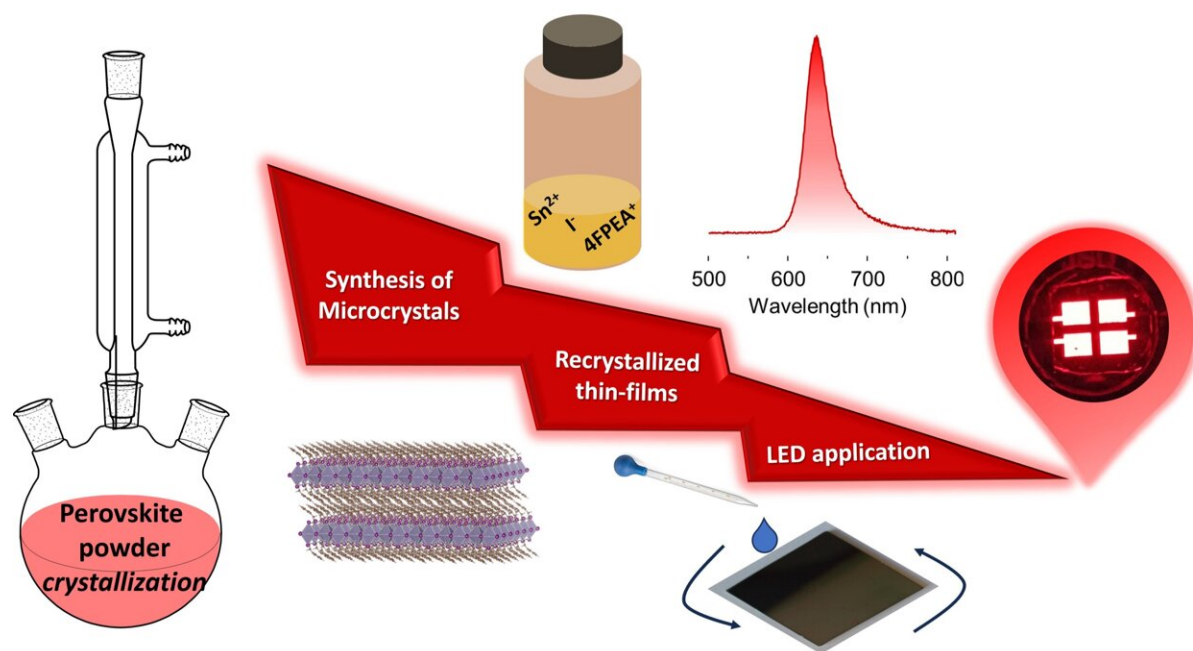 Perovskite
powder
crystallization
Synthesis of
Microcrystals
Sn²⁺
I⁻
4FPEA⁺
Recrystallized
thin-films
500 600 700 800
Wavelength (nm)
LED application